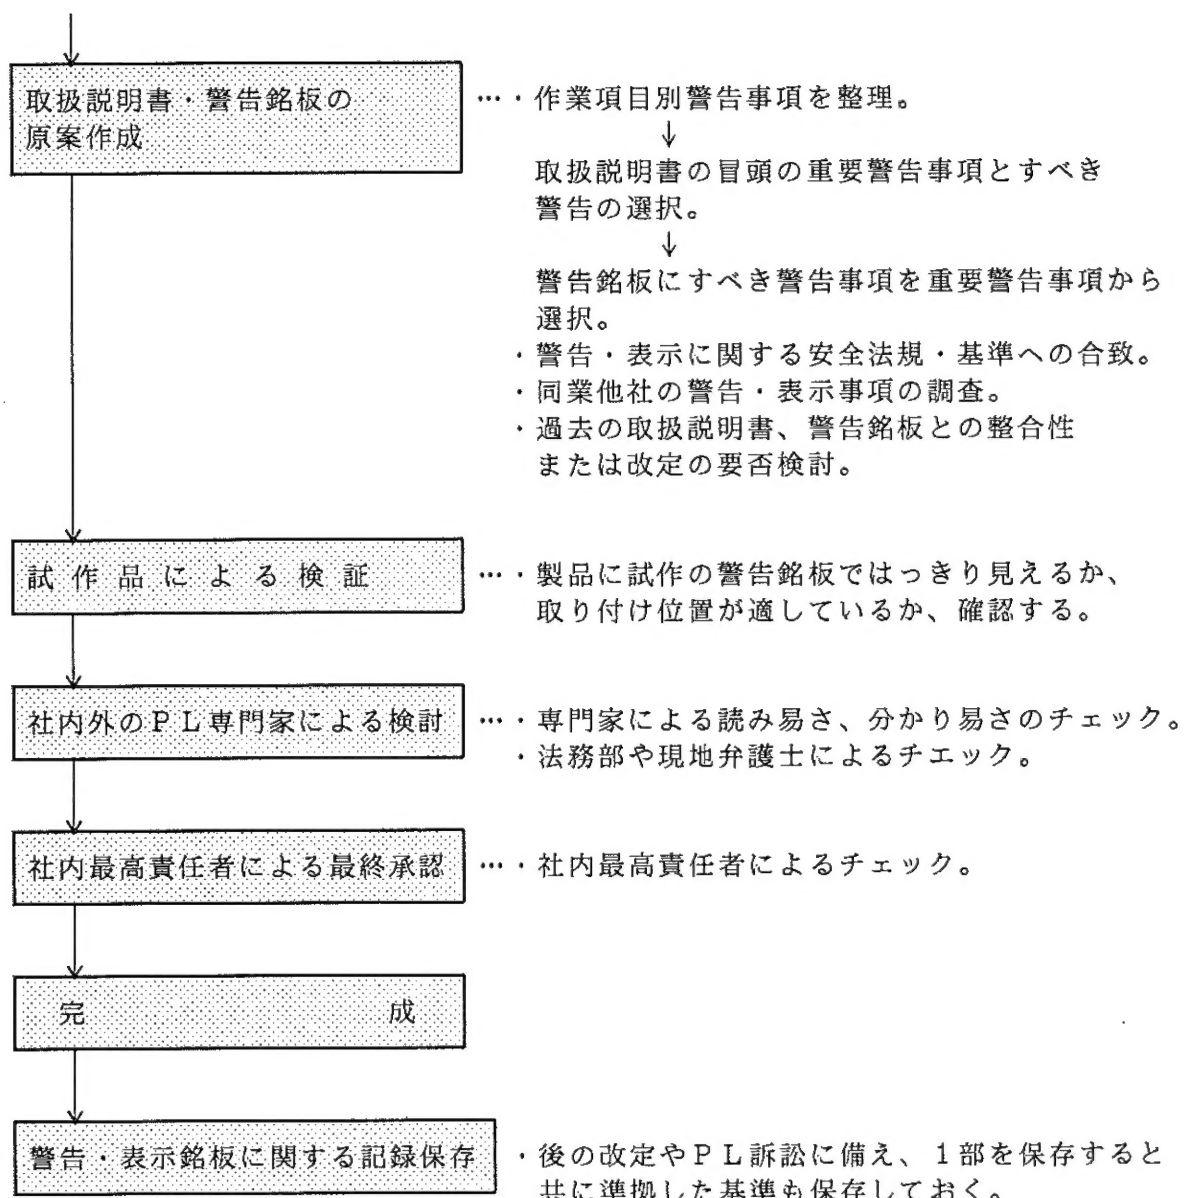 取扱説明書・警告銘板の
原案作成
…・作業項目別警告事項を整理。
↓
取扱説明書の冒頭の重要警告事項とすべき
警告の選択。
↓
警告銘板にすべき警告事項を重要警告事項から
選択。
・警告・表示に関する安全法規・基準への合致。
・同業他社の警告・表示事項の調査。
・過去の取扱説明書、警告銘板との整合性
または改定の要否検討。
試作品による検証
…・製品に試作の警告銘板ではっきり見えるか、
取り付け位置が適しているか、確認する。
社内外のPL専門家による検討
…・専門家による読み易さ、分かり易さのチェック。
・法務部や現地弁護士によるチエック。
社内最高責任者による最終承認
…・社内最高責任者によるチェック。
完成
警告・表示銘板に関する記録保存
・後の改定やPL訴訟に備え、1部を保存すると
共に準拠した基準も保存しておく。